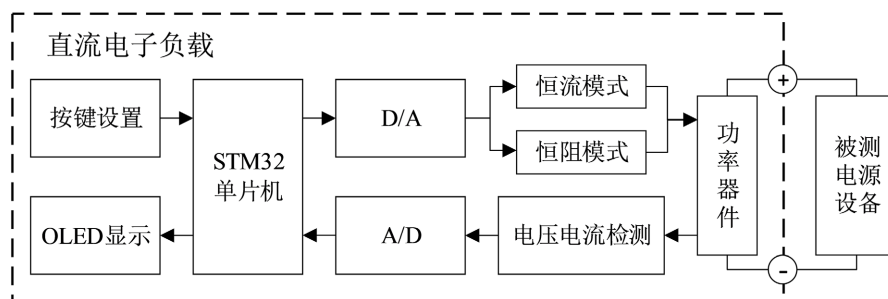 直流电子负载
按键设置
STM32
单片机
D/A
恒流模式
恒阻模式
功率器件
+
被测
电源
设备
OLED显示
A/D
电压电流检测
-